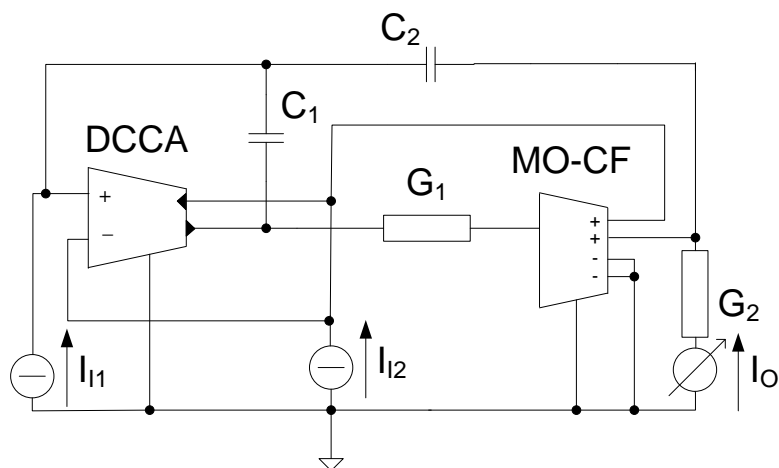 C2
C1
DCCA
MO-CF
G1
+
−
+
+
-
-
G2
II1
II2
IO